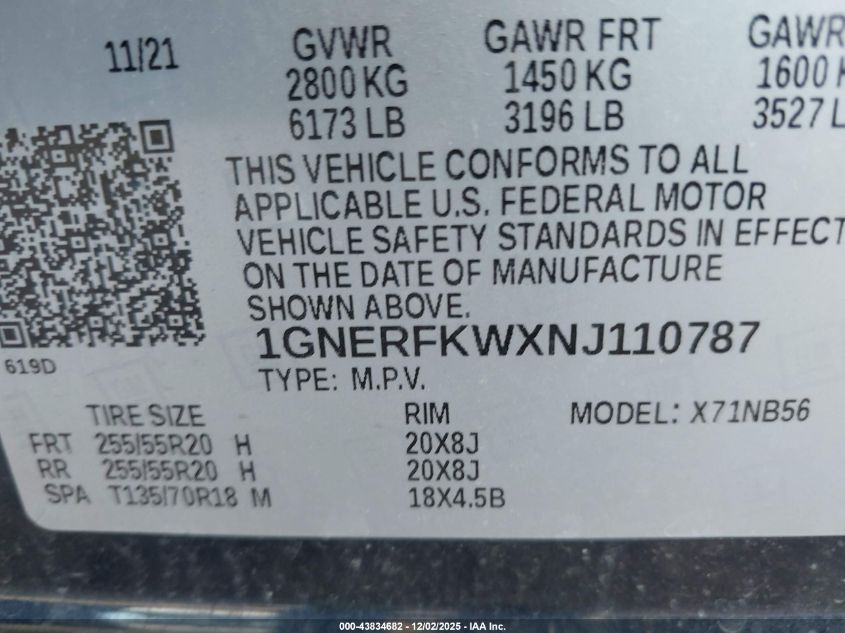 11/21 GVWR GAWR FRT GAWR
2800 KG 1450 KG 1600 K
6173 LB 3196 LB 3527 L
THIS VEHICLE CONFORMS TO ALL
APPLICABLE U.S. FEDERAL MOTOR
VEHICLE SAFETY STANDARDS IN EFFECT
ON THE DATE OF MANUFACTURE
SHOWN ABOVE.
1GNERFKWXNJ110787
619D
TYPE: M.P.V.
TIRE SIZE RIM MODEL: X71NB56
FRT 255/55R20 H 20X8J
RR 255/55R20 H 20X8J
SPA T135/70R18 M 18X4.5B
000-43834682 - 12/02/2025 - IAA Inc.